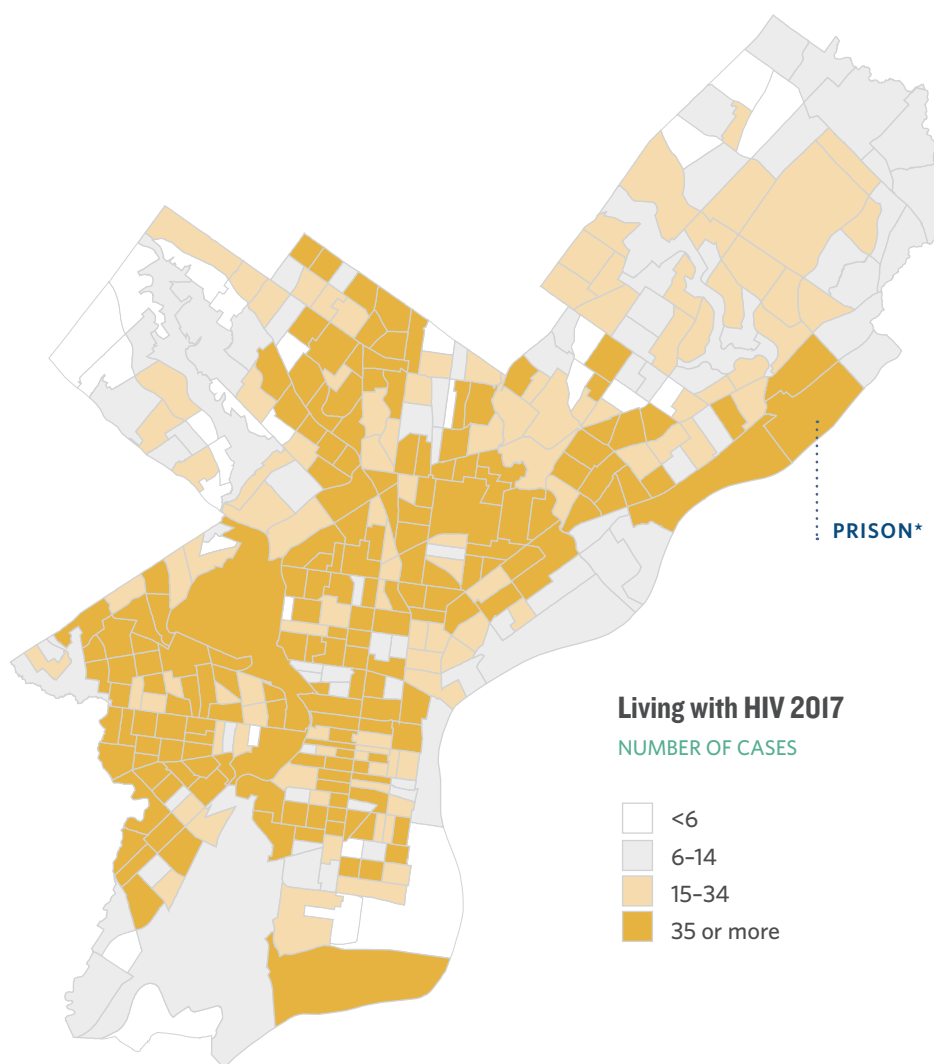 PRISON*
Living with HIV 2017
NUMBER OF CASES
<6
6-14
15-34
35 or more